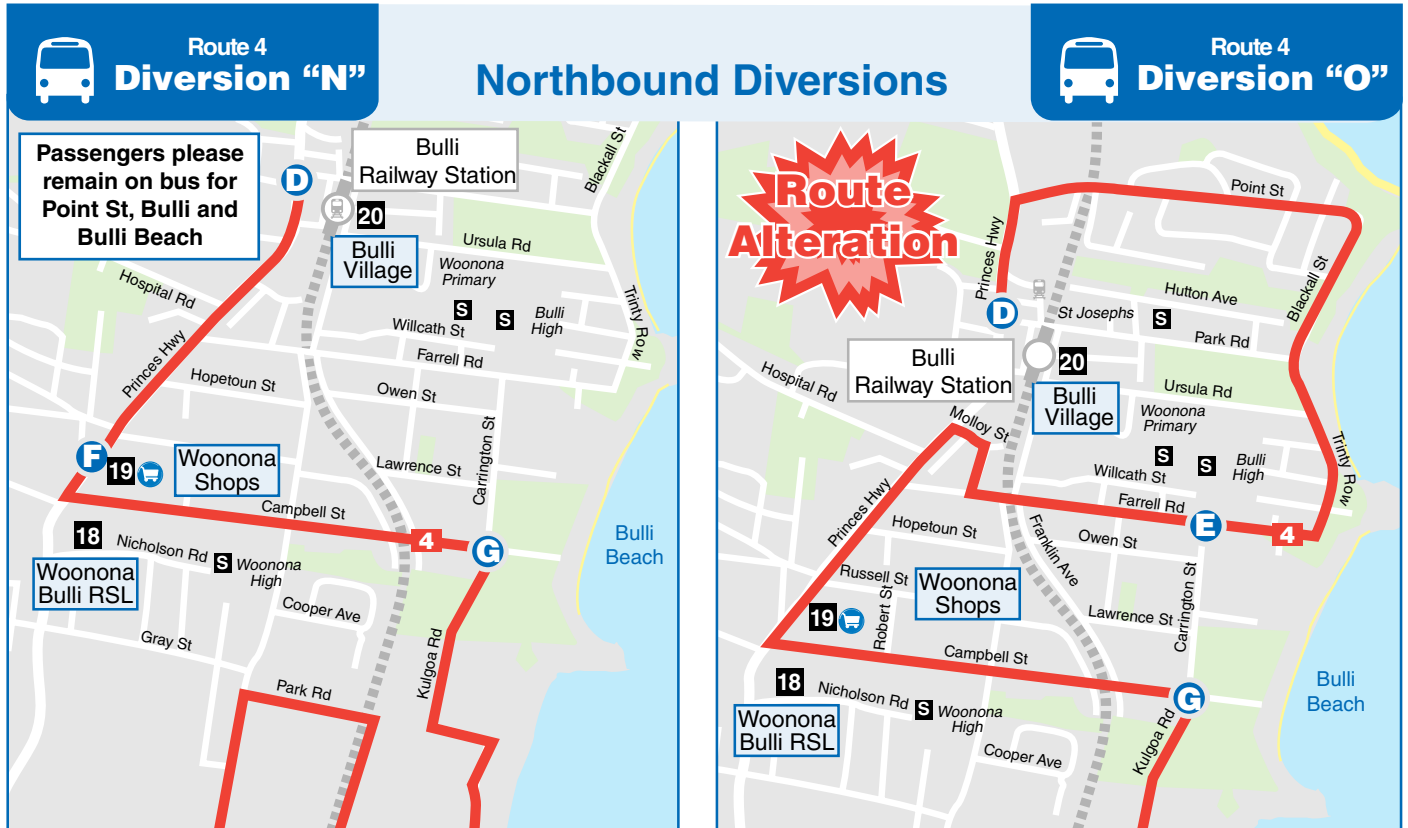 Route 4
Diversion “N”
Northbound Diversions
Route 4
Diversion “O”
Passengers please
remain on bus for
Point St, Bulli and
Bulli Beach
D
Bulli
Railway Station
20
Bulli
Village
Blackall St
Ursula Rd
Woonona
Primary
S
S
Bulli
High
Trinty Row
Hospital Rd
Willcath St
Farrell Rd
Princes Hwy
Hopetoun St
Owen St
Carrington St
F
19
Woonona
Shops
Lawrence St
Campbell St
4
G
18
Nicholson Rd
S
Woonona
High
Woonona
Bulli RSL
Cooper Ave
Gray St
Kulgoa Rd
Park Rd
Bulli
Beach
Route
Alteration
Point St
Princes Hwy
D
Blackall St
Hutton Ave
St Josephs
S
Park Rd
Bulli
Railway Station
20
Bulli
Village
Ursula Rd
Hospital Rd
Molloy St
Woonona
Primary
S
S
Bulli
High
Trinty Row
Willcath St
Farrell Rd
E
4
Princes Hwy
Hopetoun St
Franklin Ave
Owen St
Carrington St
Russell St
Robert St
Woonona
Shops
19
Lawrence St
Campbell St
G
18
Nicholson Rd
S
Woonona
High
Woonona
Bulli RSL
Cooper Ave
Kulgoa Rd
Bulli
Beach